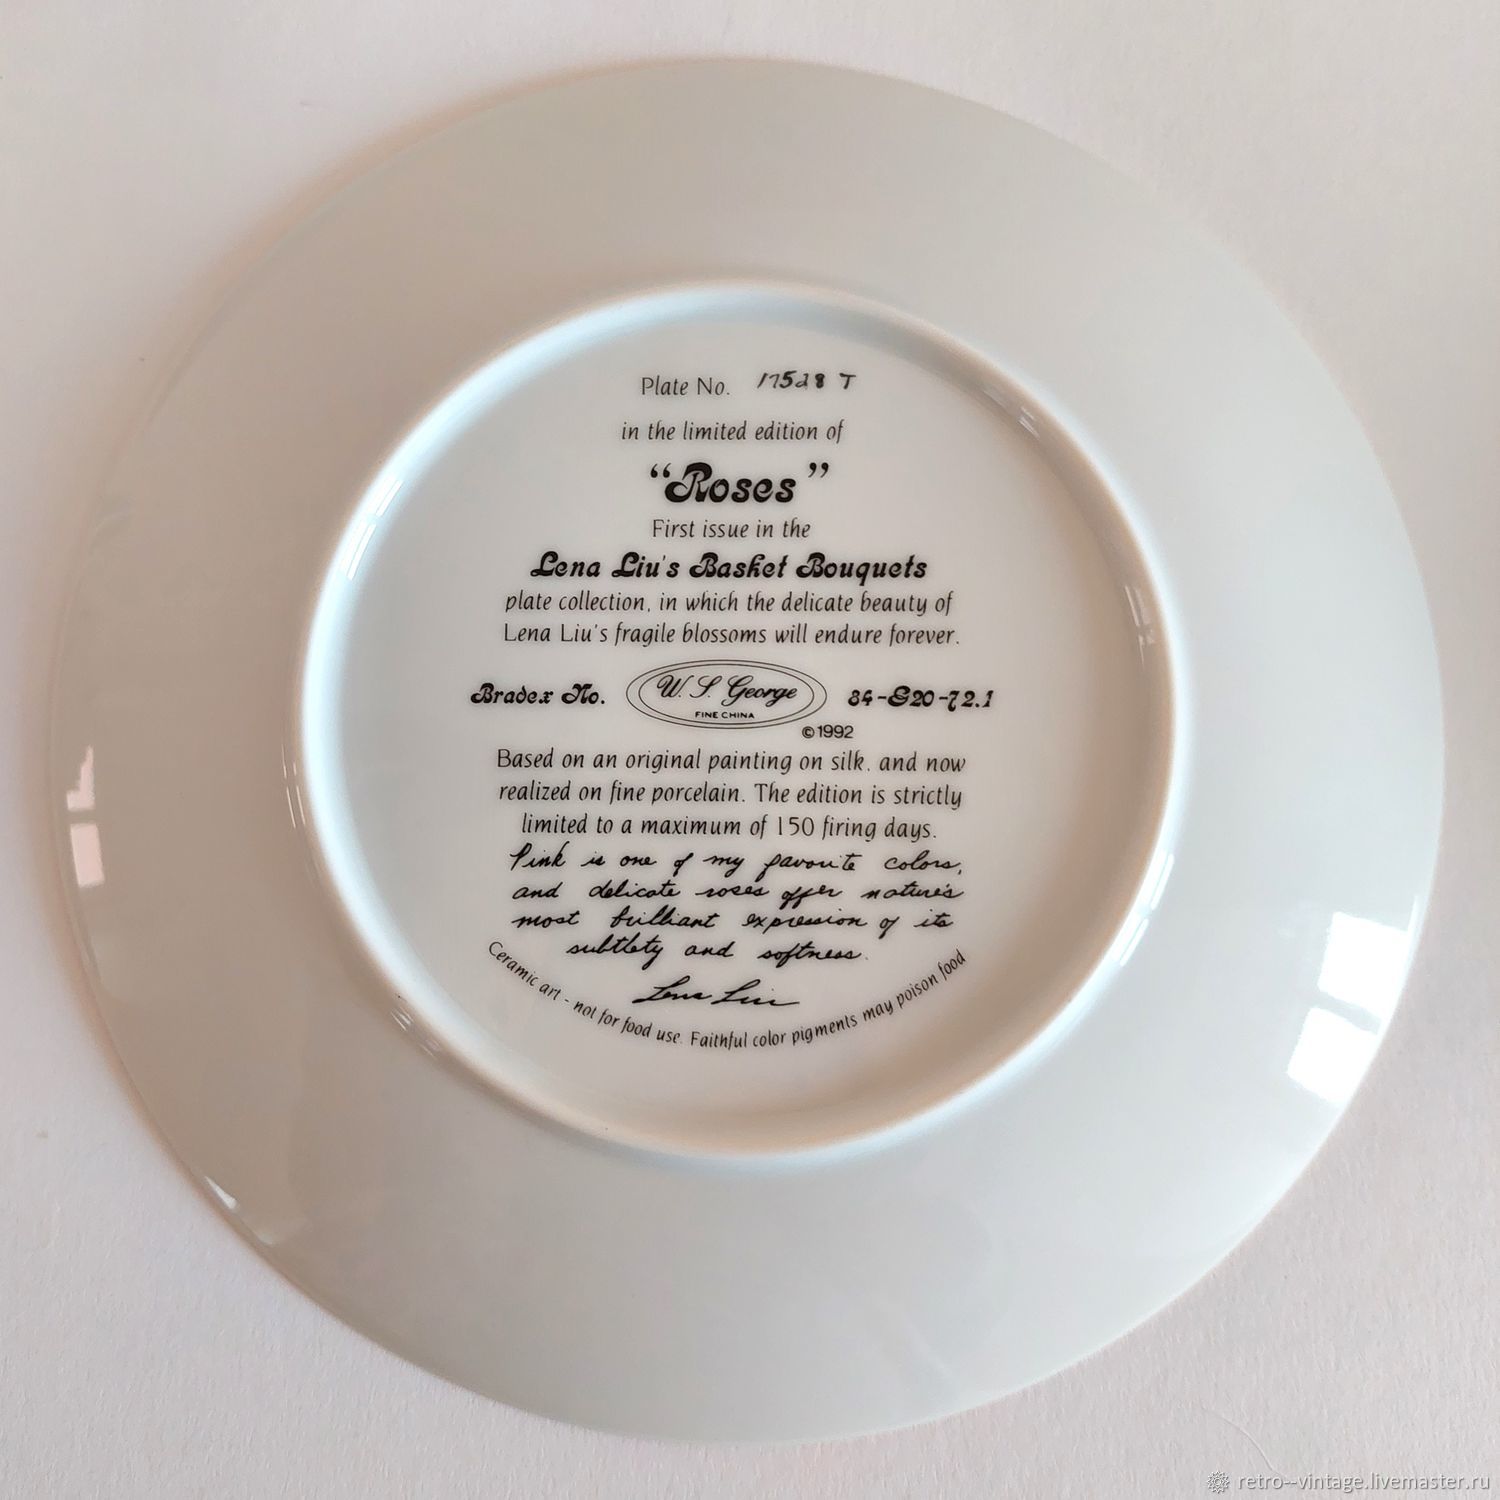 Plate No. 17528 T
in the limited edition of
“Roses”
First issue in the
Lena Liu's Basket Bouquets
plate collection, in which the delicate beauty of
Lena Liu's fragile blossoms will endure forever.
Bradex No. W. S. George 84-G20-72.1
FINE CHINA
©1992
Based on an original painting on silk, and now
realized on fine porcelain. The edition is strictly
limited to a maximum of 150 firing days.
Pink is one of my favorite colors,
and delicate roses offer nature's
most brilliant expression of its
subtlety and softness.
Lena Liu
Ceramic art - not for food use. Faithful color pigments may poison food
retro--vintage.livemaster.ru